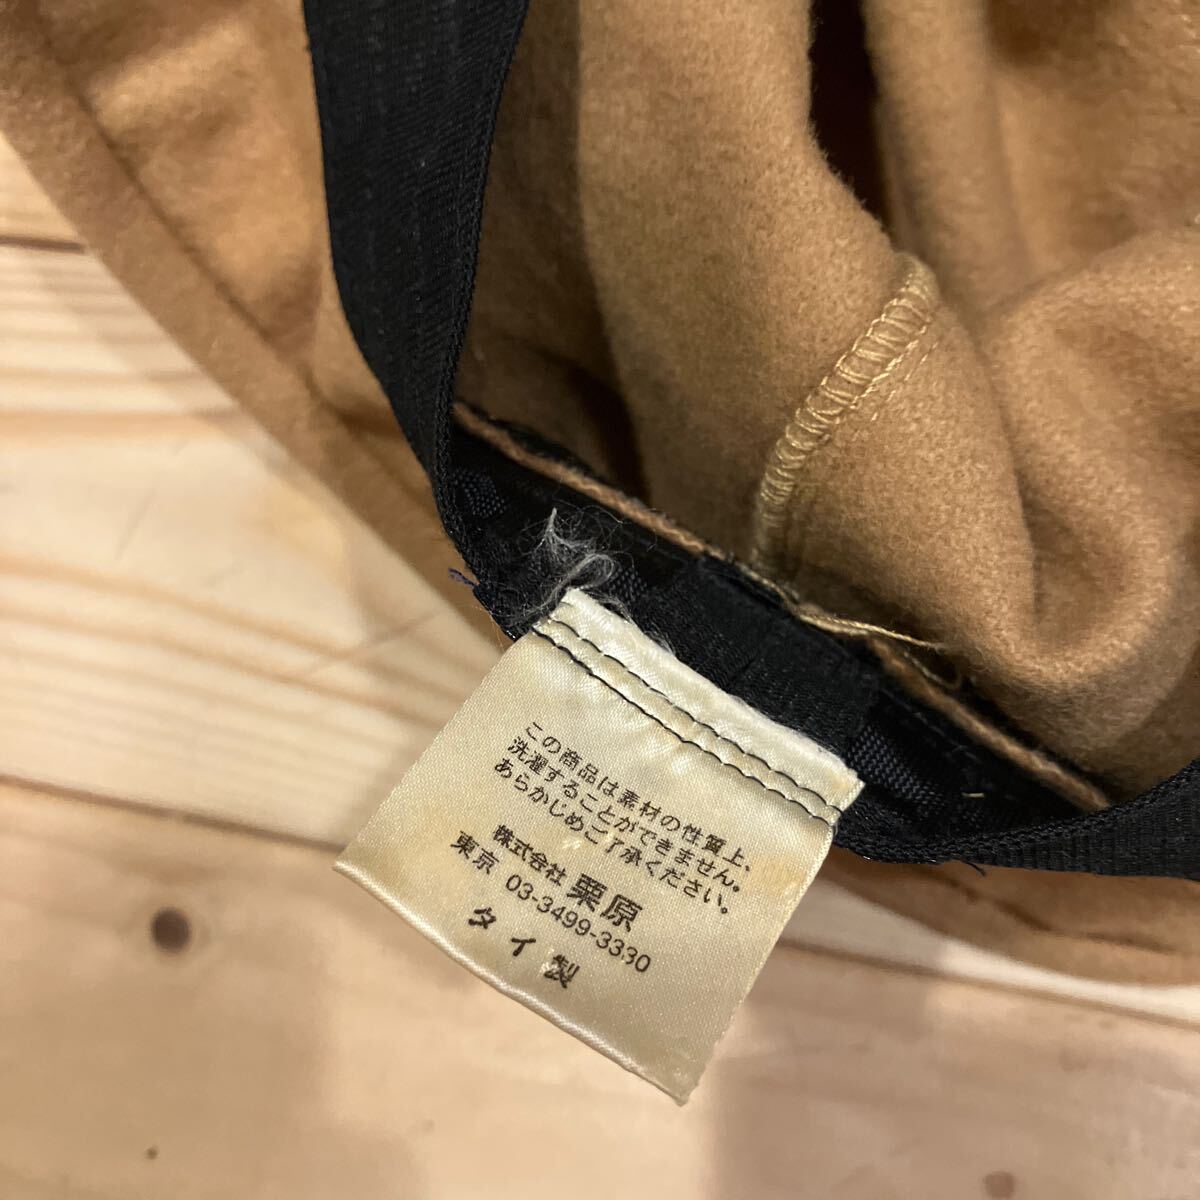 この商品は素材の性質上、
洗濯することができません。
あらかじめご了承ください。
株式会社 栗原
東京 03-3499-3330
タイ製